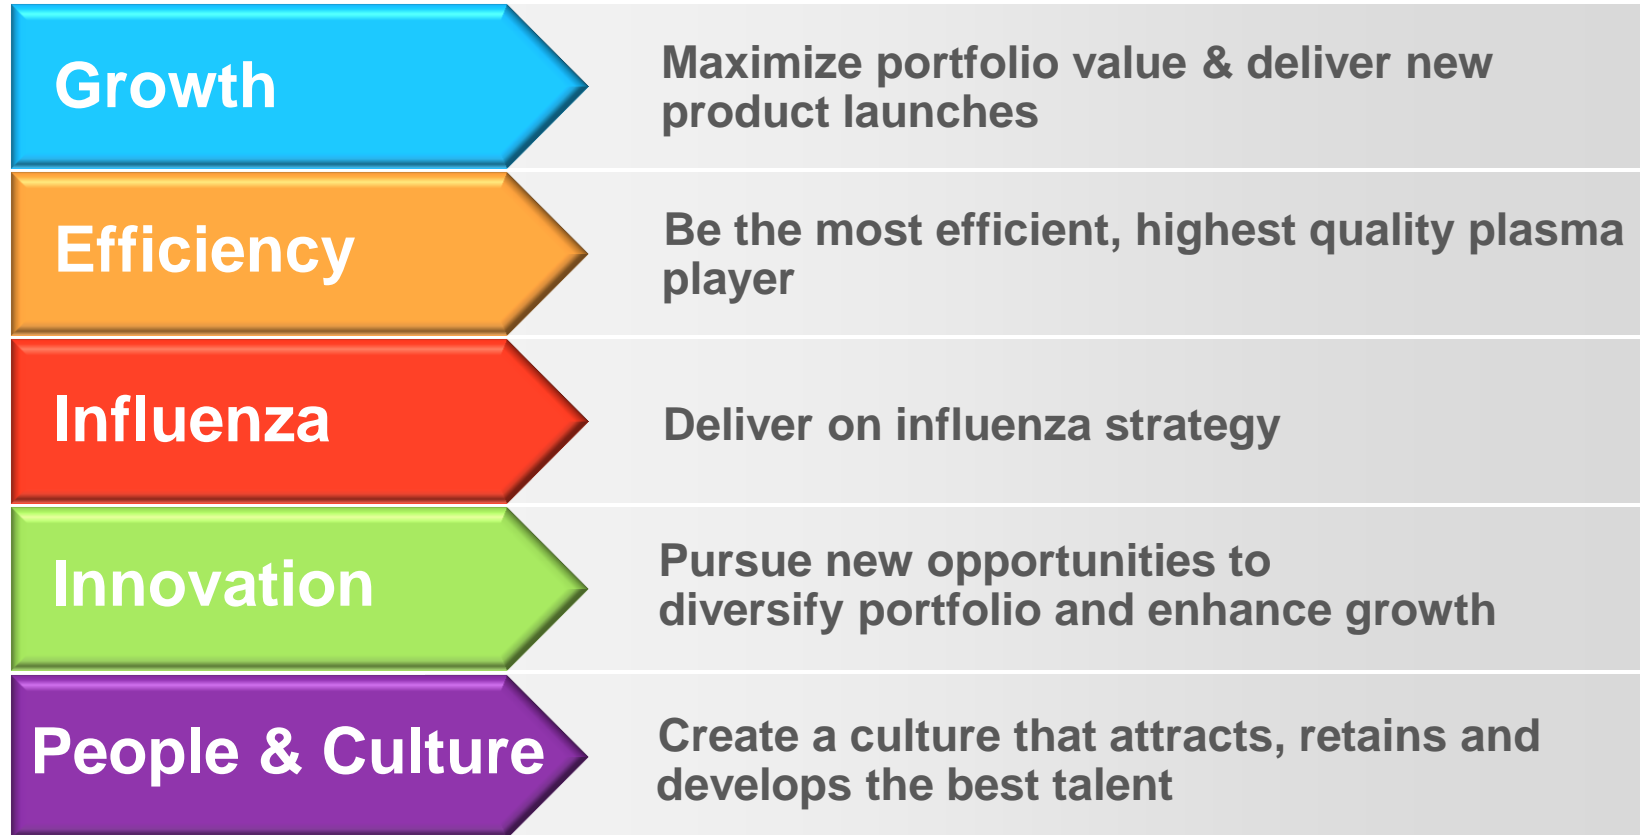 Growth
Maximize portfolio value & deliver new
product launches
Efficiency
Be the most efficient, highest quality plasma
player
Influenza
Deliver on influenza strategy
Innovation
Pursue new opportunities to
diversify portfolio and enhance growth
People & Culture
Create a culture that attracts, retains and
develops the best talent